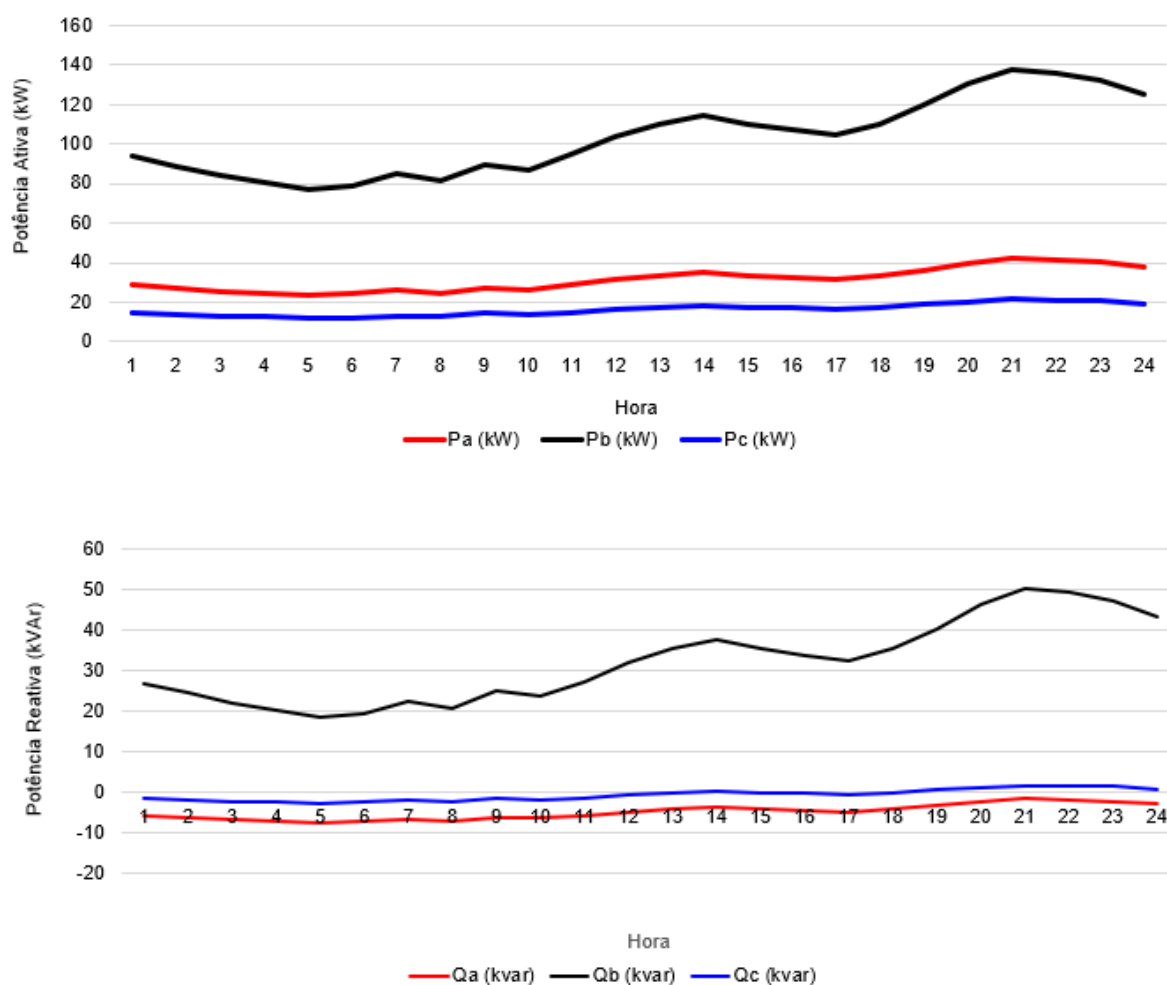 160
140
120
100
80
60
40
20
0
Potência Ativa (kW)
1 2 3 4 5 6 7 8 9 10 11 12 13 14 15 16 17 18 19 20 21 22 23 24
Hora
Pa (kW) Pb (kW) Pc (kW)
60
50
40
30
20
10
0
-10
-20
Potência Reativa (kVAr)
1 2 3 4 5 6 7 8 9 10 11 12 13 14 15 16 17 18 19 20 21 22 23 24
Hora
Qa (kvar) Qb (kvar) Qc (kvar)